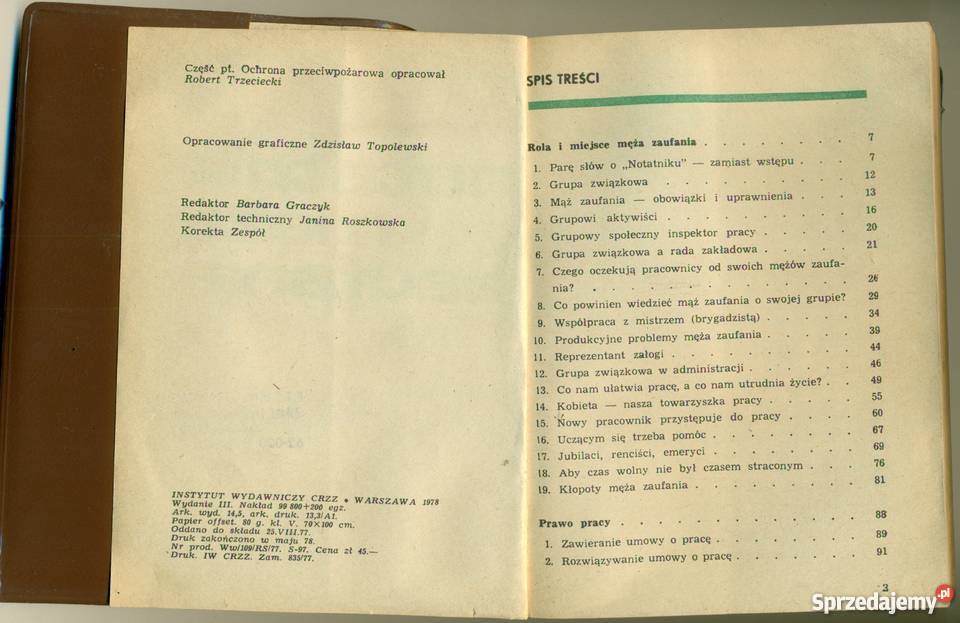 Część pt. Ochrona przeciwpożarowa opracował
Robert Trzeciecki
Opracowanie graficzne Zdzisław Topolewski
Redaktor Barbara Graczyk
Redaktor techniczny Janina Roszkowska
Korekta Zespół
INSTYTUT WYDAWNICZY CRZZ • WARSZAWA 1978
Wydanie III. Nakład 99 800+200 egz.
Ark. wyd. 14,5, ark. druk. 13,3/A1.
Papier offset. 80 g. kl. V. 70×100 cm.
Oddano do składu 25.VIII.77.
Druk zakończono w maju 78.
Nr prod. Ww/109/RS/77. S-97. Cena zł 45.—
Druk. IW CRZZ. Zam. 835/77.
SPIS TREŚCI
Rola i miejsce męża zaufania . . . . . . . 7
1. Parę słów o „Notatniku" — zamiast wstępu . . . 7
2. Grupa związkowa . . . . . . . . . 12
3. Mąż zaufania — obowiązki i uprawnienia . . . 13
4. Grupowi aktywiści . . . . . . . . . 16
5. Grupowy społeczny inspektor pracy . . . . . 20
6. Grupa związkowa a rada zakładowa . . . . . 21
7. Czego oczekują pracownicy od swoich mężów zaufa-
nia? . . . . . . . . . . . . . 26
8. Co powinien wiedzieć mąż zaufania o swojej grupie? 29
9. Współpraca z mistrzem (brygadzistą) . . . . . 34
10. Produkcyjne problemy męża zaufania . . . . . 39
11. Reprezentant załogi . . . . . . . . . 44
12. Grupa związkowa w administracji . . . . . . 46
13. Co nam ułatwia pracę, a co nam utrudnia życie? . . 49
14. Kobieta — nasza towarzyszka pracy . . . . . 55
15. Nowy pracownik przystępuje do pracy . . . . 60
16. Uczącym się trzeba pomóc . . . . . . . 67
17. Jubilaci, renciści, emeryci . . . . . . . 69
18. Aby czas wolny nie był czasem straconym . . . 76
19. Kłopoty męża zaufania . . . . . . . . 81
Prawo pracy . . . . . . . . . . . 88
1. Zawieranie umowy o pracę . . . . . . . 89
2. Rozwiązywanie umowy o pracę . . . . . . 91
3
Sprzedajemy.pl